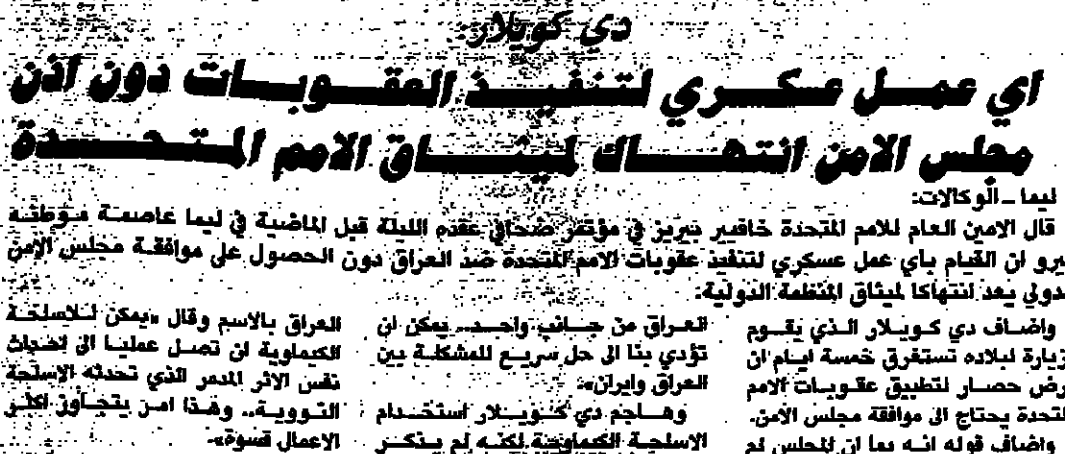 دي كويلار:
اي عمل عسكري لتنفيذ العقوبات دون اذن
مجلس الامن انتهاك لميثاق الامم المتحدة
ليما ـ الوكالات:
قال الامين العام للامم المتحدة خافيير بيريز في مؤتمر صحافي عقده الليلة قبل الماضية في ليما عاصمة موطنه
بيرو ان القيام باي عمل عسكري لتنفيذ عقوبات الامم المتحدة ضد العراق دون الحصول على موافقة مجلس الامن
لدولي يعد انتهاكا لميثاق المنظمة الدولية.
واضاف دي كويلار الذي يقوم
زيارة لبلاده تستغرق خمسة ايام ان
رض حصار لتطبيق عقوبات الامم
لتحدة يحتاج الى موافقة مجلس الامن.
واضاف قوله انه بما ان المجلس لم
العراق من جانب واحد.. يمكن ان
تؤدي بنا الى حل سريع للمشكلة بين
العراق وايران».
وهاجم دي كويلار استخدام
الاسلحة الكيماوية لكنه لم ينكر
العراق بالاسم وقال «يمكن للاسلحة
الكيماوية ان تصل عمليا الى احداث
نفس الاثر المدمر الذي تحدثه الاسلحة
النووية.. وهذا امر يتجاوز اكثر
الاعمال قسوة».